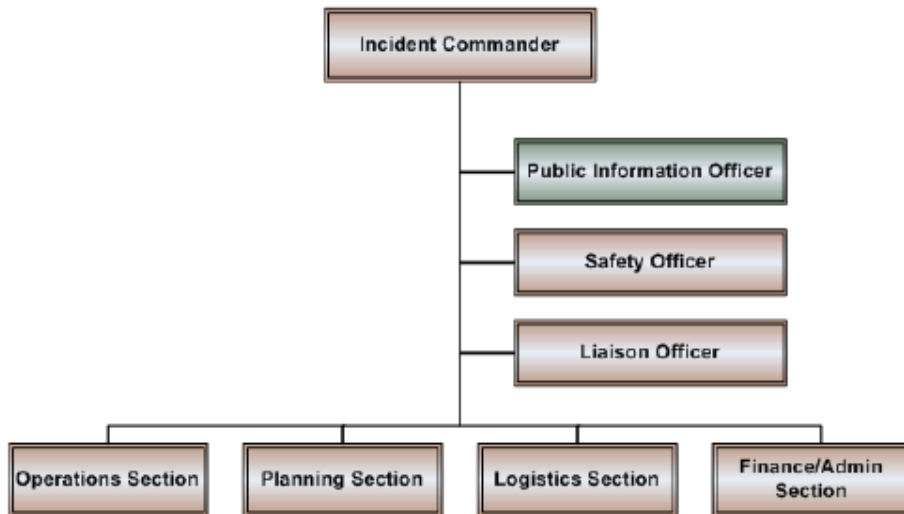 Incident Commander
Public Information Officer
Safety Officer
Liaison Officer
Operations Section
Planning Section
Logistics Section
Finance/Admin
Section